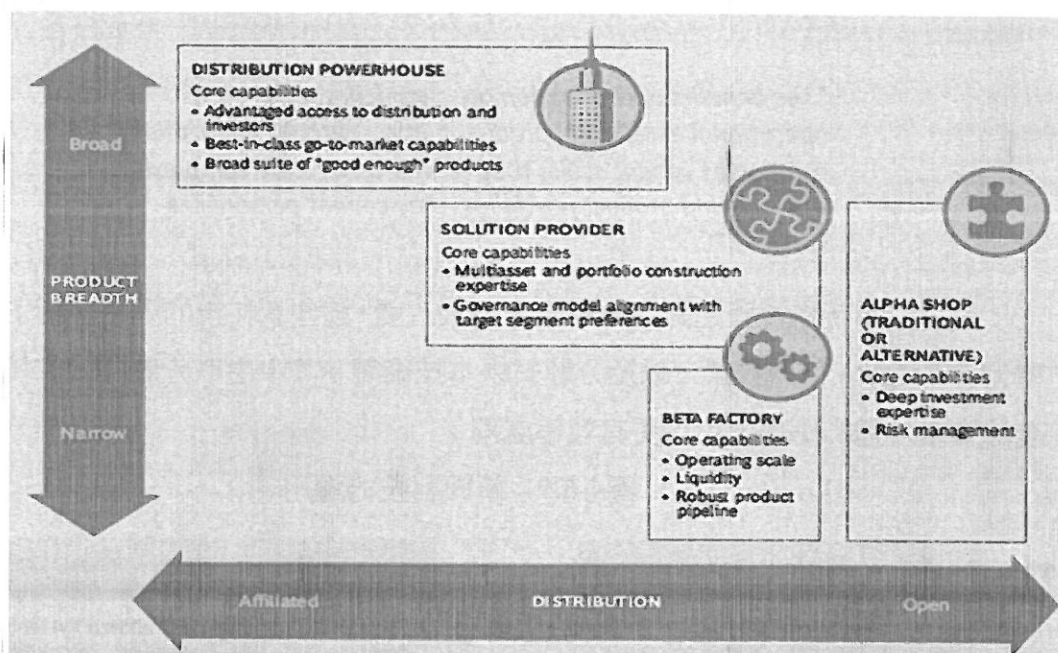 DISTRIBUTION POWERHOUSE
Core capabilities
• Advantaged access to distribution and
investors
• Best-in-class go-to-market capabilities
• Broad suite of "good enough" products
Broad
PRODUCT
BREADTH
Narrow
SOLUTION PROVIDER
Core capabilities
• Multiasset and portfolio construction
expertise
• Governance model alignment with
target segment preferences
BETA FACTORY
Core capabilities
• Operating scale
• Liquidity
• Robust product
pipeline
ALPHA SHOP
(TRADITIONAL
OR
ALTERNATIVE)
Core capabilities
• Deep investment
expertise
• Risk management
Affiliated
DISTRIBUTION
Open